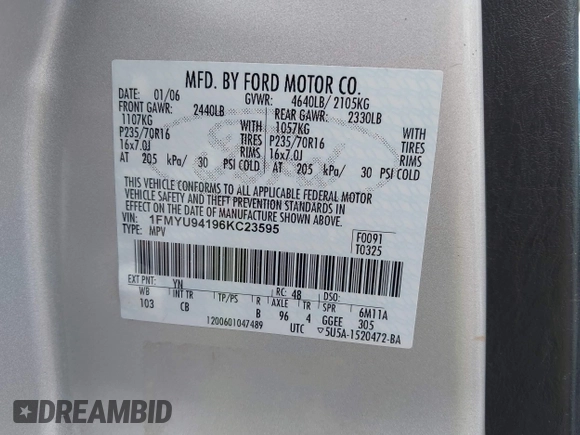 MFD. BY FORD MOTOR CO.
DATE: 01/06 GVWR: 4640LB/ 2105KG
FRONT GAWR: 2440LB REAR GAWR: 2330LB
1107KG WITH 1057KG WITH
P235/70R16 TIRES P235/70R16 TIRES
16x7.0J RIMS 16x7.0J RIMS
AT 205 kPa/ 30 PSI COLD AT 205 kPa/ 30 PSI COLD
THIS VEHICLE CONFORMS TO ALL APPLICABLE FEDERAL MOTOR
VEHICLE SAFETY AND THEFT PREVENTION STANDARDS IN
EFFECT ON THE DATE OF MANUFACTURE SHOWN ABOVE.
VIN: 1FMYU94196KC23595 F0091
TYPE: MPV T0325
EXT PNT: YN RC: 48 DSO:
WB INT TR TP/PS R AXLE TR SPR 6M11A
103 CB B 96 4 GGEE 305
1200601047489 UTC 5U5A-1520472-BA
DREAMBID